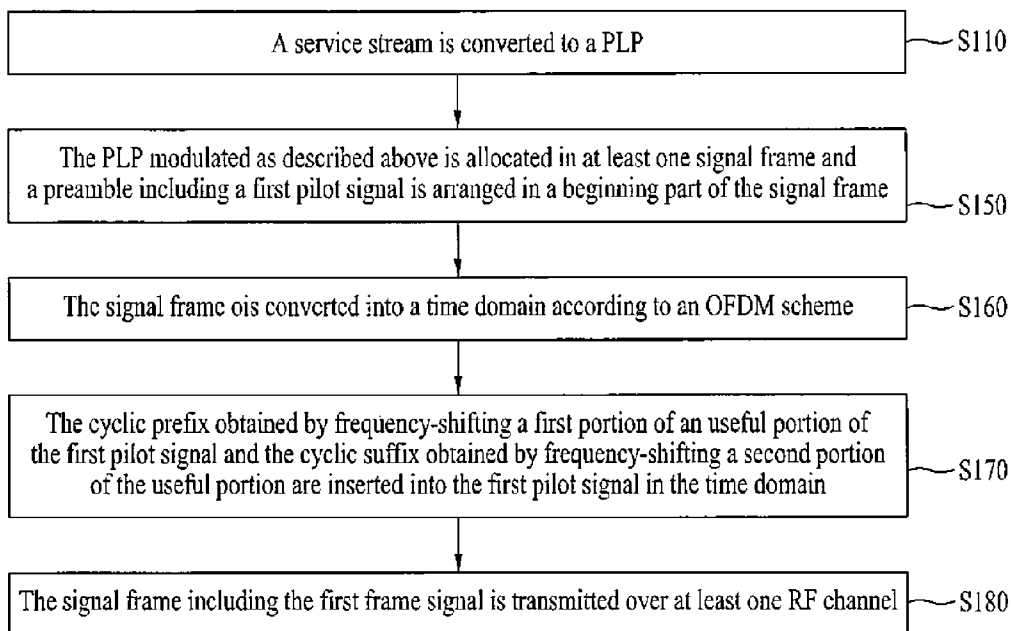 A service stream is converted to a PLP
S110
The PLP modulated as described above is allocated in at least one signal frame and
a preamble including a first pilot signal is arranged in a beginning part of the signal frame
S150
The signal frame ois converted into a time domain according to an OFDM scheme
S160
The cyclic prefix obtained by frequency-shifting a first portion of an useful portion of
the first pilot signal and the cyclic suffix obtained by frequency-shifting a second portion
of the useful portion are inserted into the first pilot signal in the time domain
S170
The signal frame including the first frame signal is transmitted over at least one RF channel
S180